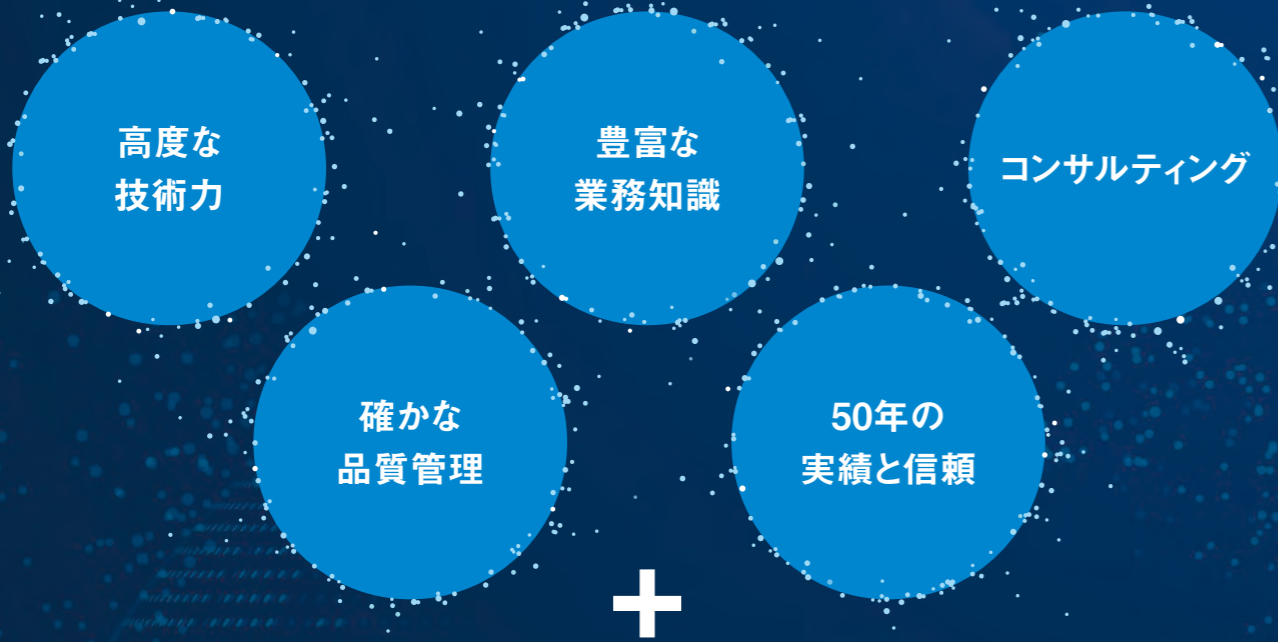 高度な
技術力
豊富な
業務知識
コンサルティング
確かな
品質管理
50年の
実績と信頼
+